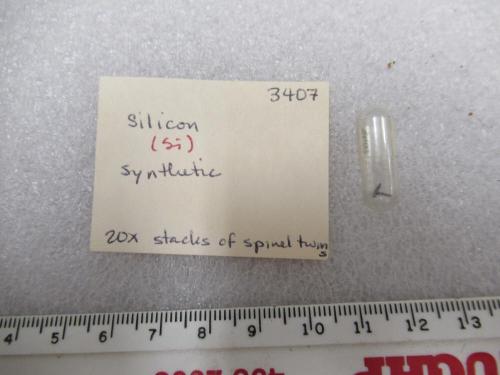 3407
Silicon
(Si)
Synthetic
20x stacks of spinel twins
4 5 6 7 8 9 10 11 12 13